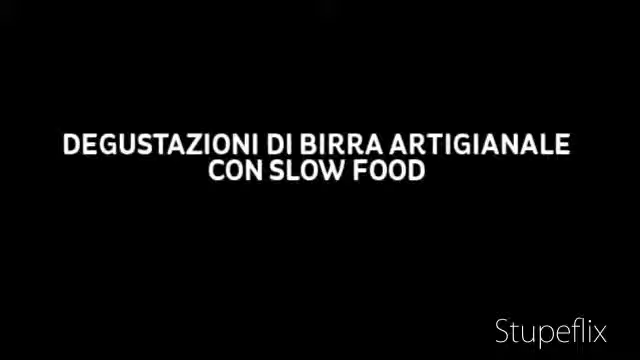 DEGUSTAZIONI DI BIRRA ARTIGIANALE
CON SLOW FOOD
Stupeflix